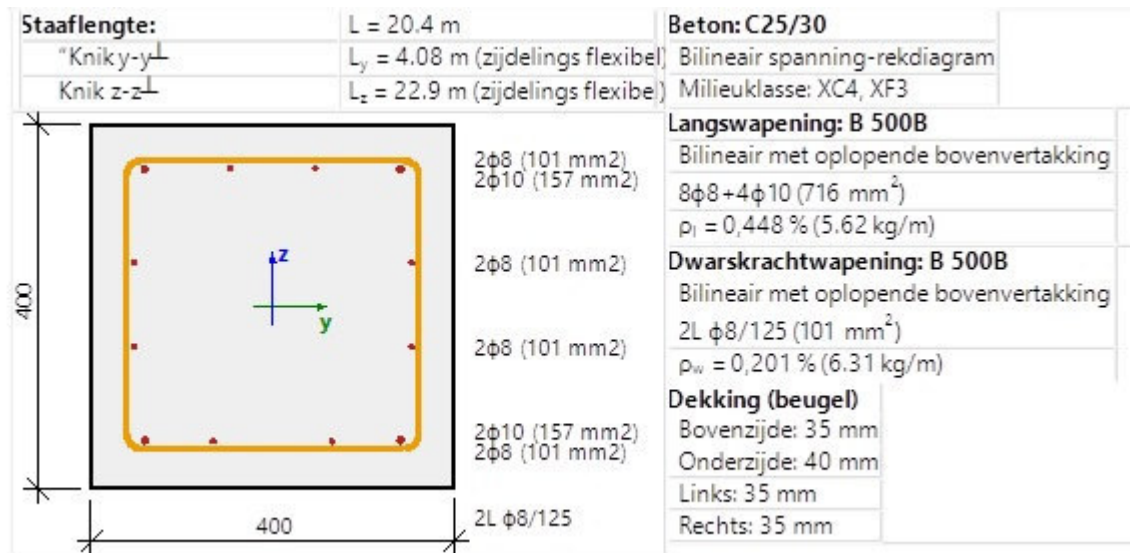 Staaflengte:
L = 20.4 m
"Knik y-y┴
Ly = 4.08 m (zijdelings flexibel)
Knik z-z┴
Lz = 22.9 m (zijdelings flexibel)
Beton: C25/30
Bilineair spanning-rekdiagram
Milieuklasse: XC4, XF3
Langswapening: B 500B
Bilineair met oplopende bovenvertakking
8ϕ8+4ϕ10 (716 mm²)
ρl = 0,448 % (5.62 kg/m)
Dwarskrachtwapening: B 500B
Bilineair met oplopende bovenvertakking
2L ϕ8/125 (101 mm²)
ρw = 0,201 % (6.31 kg/m)
Dekking (beugel)
Bovenzijde: 35 mm
Onderzijde: 40 mm
Links: 35 mm
Rechts: 35 mm
2ϕ8 (101 mm2)
2ϕ10 (157 mm2)
2ϕ8 (101 mm2)
2ϕ8 (101 mm2)
2ϕ10 (157 mm2)
2ϕ8 (101 mm2)
2L ϕ8/125
400
400
z
y